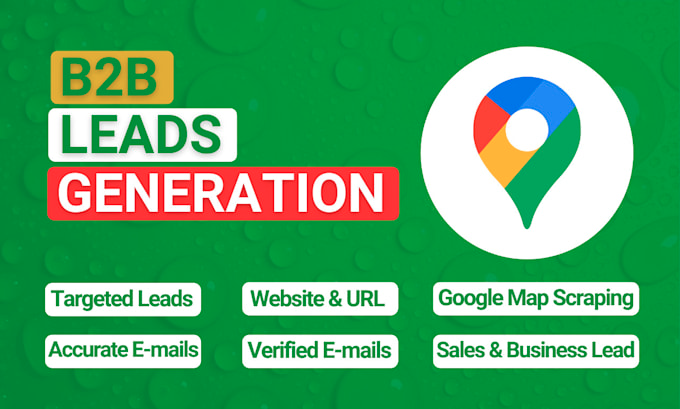 B2B
LEADS
GENERATION
Targeted Leads
Website & URL
Google Map Scraping
Accurate E-mails
Verified E-mails
Sales & Business Lead